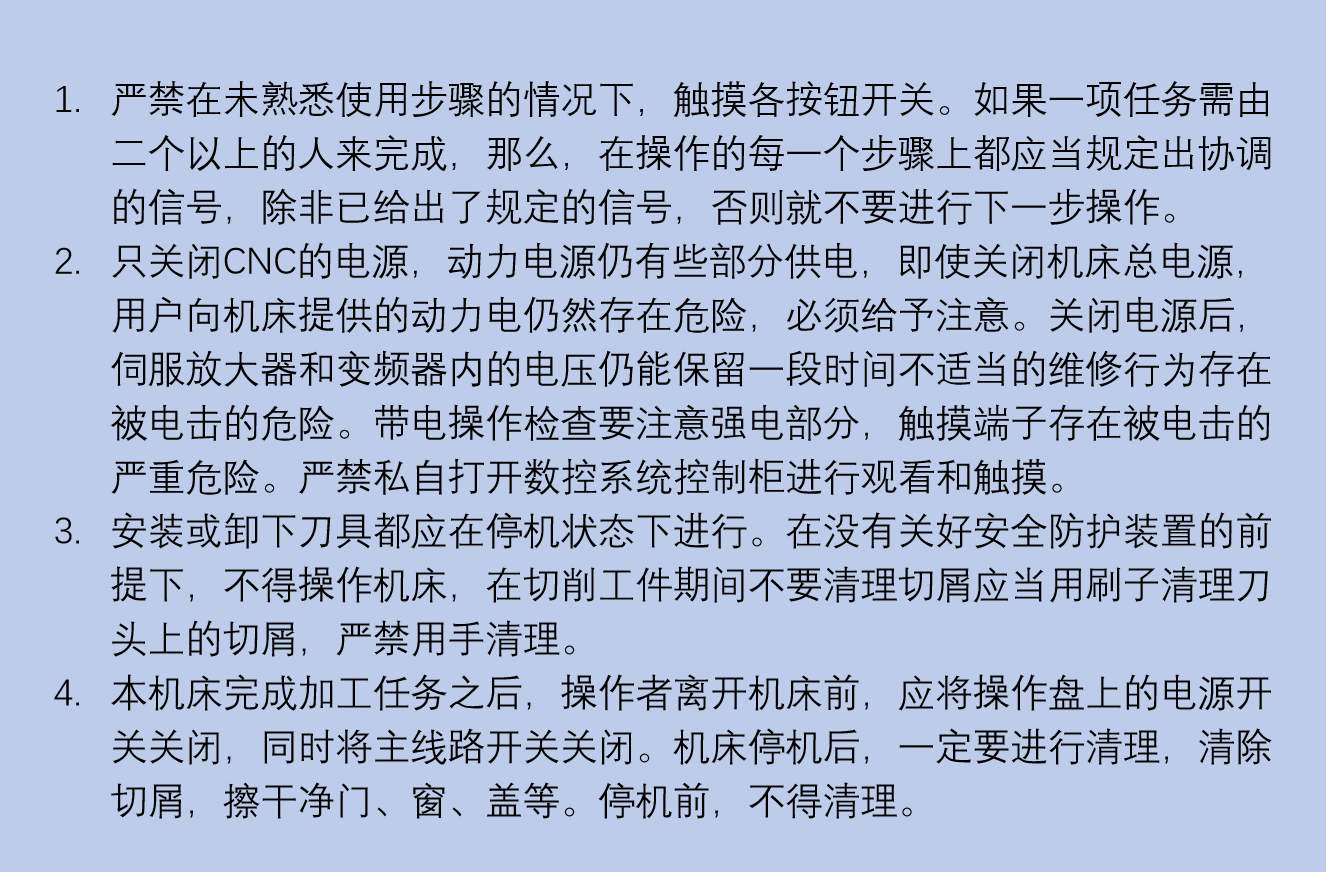 1. 严禁在未熟悉使用步骤的情况下，触摸各按钮开关。如果一项任务需由
二个以上的人来完成，那么，在操作的每一个步骤上都应当规定出协调
的信号，除非已给出了规定的信号，否则就不要进行下一步操作。
2. 只关闭CNC的电源，动力电源仍有些部分供电，即使关闭机床总电源，
用户向机床提供的动力电仍然存在危险，必须给予注意。关闭电源后，
伺服放大器和变频器内的电压仍能保留一段时间不适当的维修行为存在
被电击的危险。带电操作检查要注意强电部分，触摸端子存在被电击的
严重危险。严禁私自打开数控系统控制柜进行观看和触摸。
3. 安装或卸下刀具都应在停机状态下进行。在没有关好安全防护装置的前
提下，不得操作机床，在切削工件期间不要清理切屑应当用刷子清理刀
头上的切屑，严禁用手清理。
4. 本机床完成加工任务之后，操作者离开机床前，应将操作盘上的电源开
关关闭，同时将主线路开关关闭。机床停机后，一定要进行清理，清除
切屑，擦干净门、窗、盖等。停机前，不得清理。